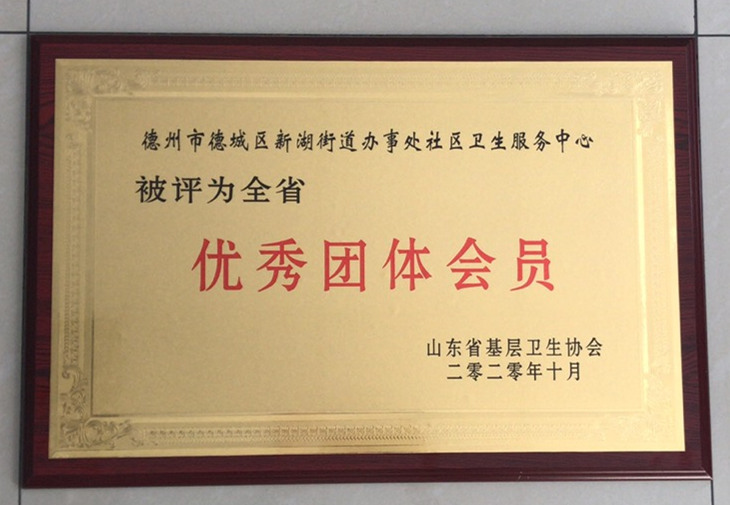 德州市德城区新湖街道办事处社区卫生服务中心
被评为全省
优秀团体会员
山东省基层卫生协会
二零二零年十月